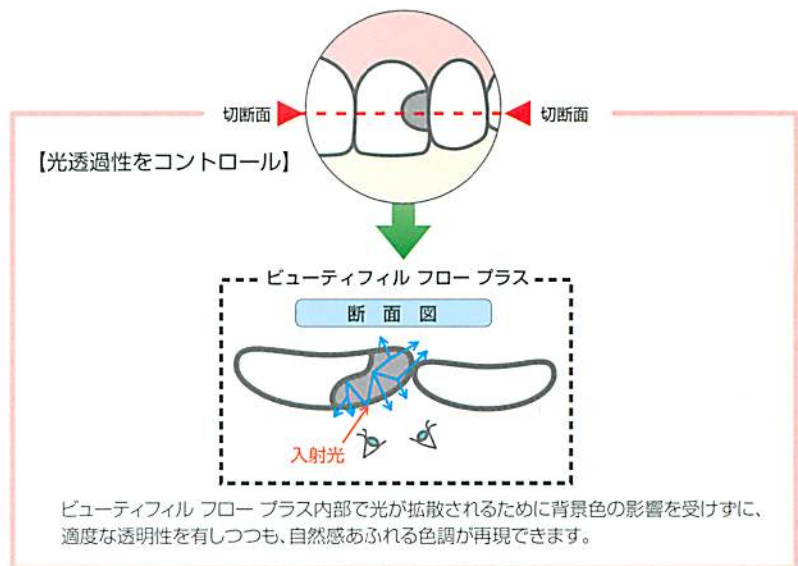 切断面 切断面
【光透過性をコントロール】
ビューティフィル フロー プラス
断 面 図
入射光
ビューティフィル フロー プラス内部で光が拡散されるために背景色の影響を受けずに、
適度な透明性を有しつつも、自然感あふれる色調が再現できます。